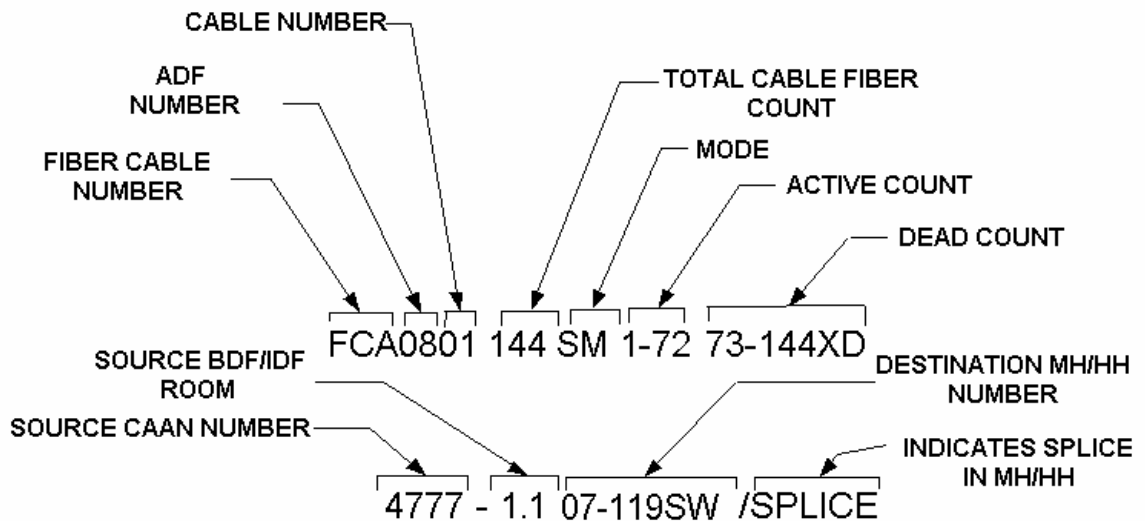 CABLE NUMBER
ADF
NUMBER
TOTAL CABLE FIBER
COUNT
FIBER CABLE
NUMBER
MODE
ACTIVE COUNT
DEAD COUNT
FCA0801 144 SM 1-72 73-144XD
SOURCE BDF/IDF
ROOM
DESTINATION MH/HH
NUMBER
SOURCE CAAN NUMBER
INDICATES SPLICE
IN MH/HH
4777 - 1.1 07-119SW /SPLICE